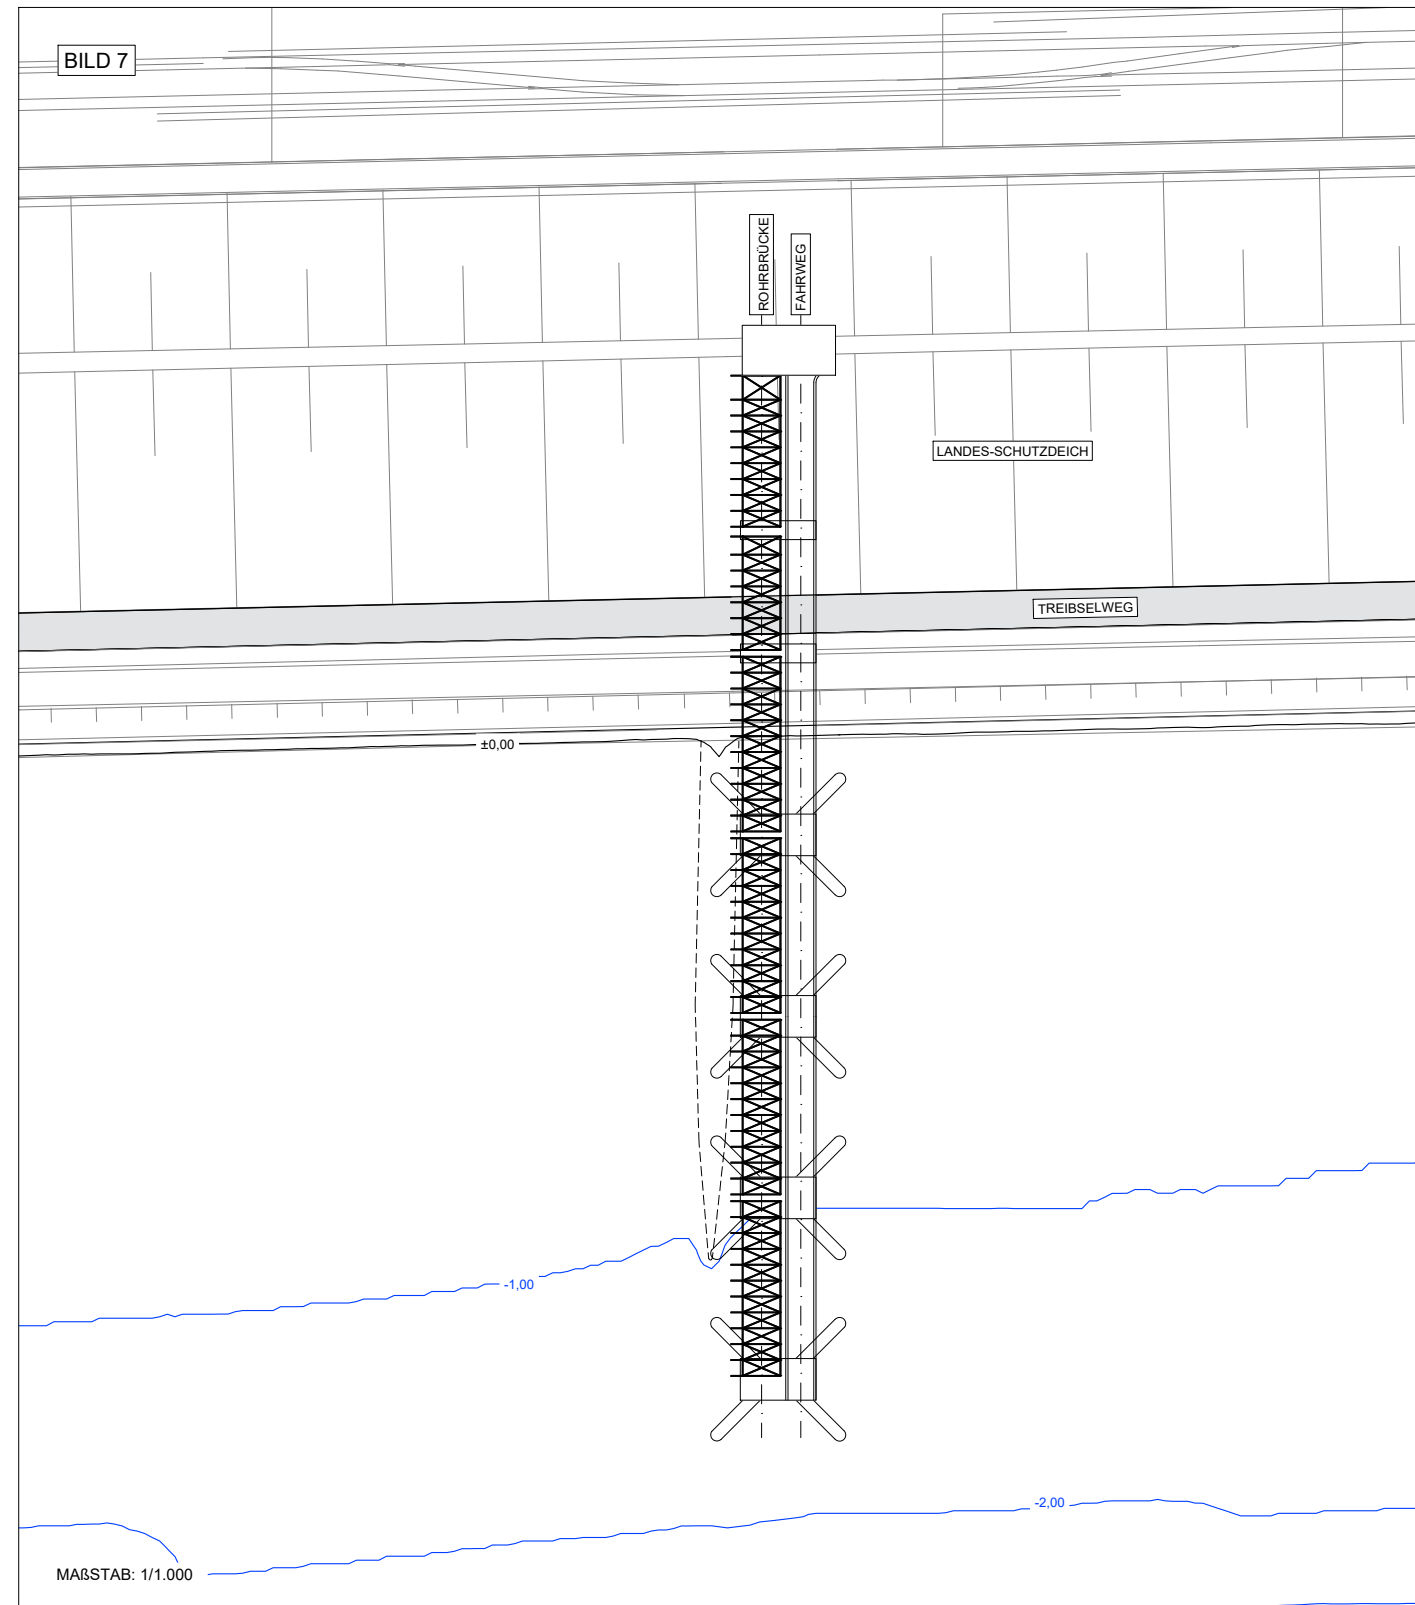 BILD 7
ROHRBRÜCKE
FAHRWEG
LANDES-SCHUTZDEICH
TREIBSELWEG
±0,00
-1,00
-2,00
MAßSTAB: 1/1.000